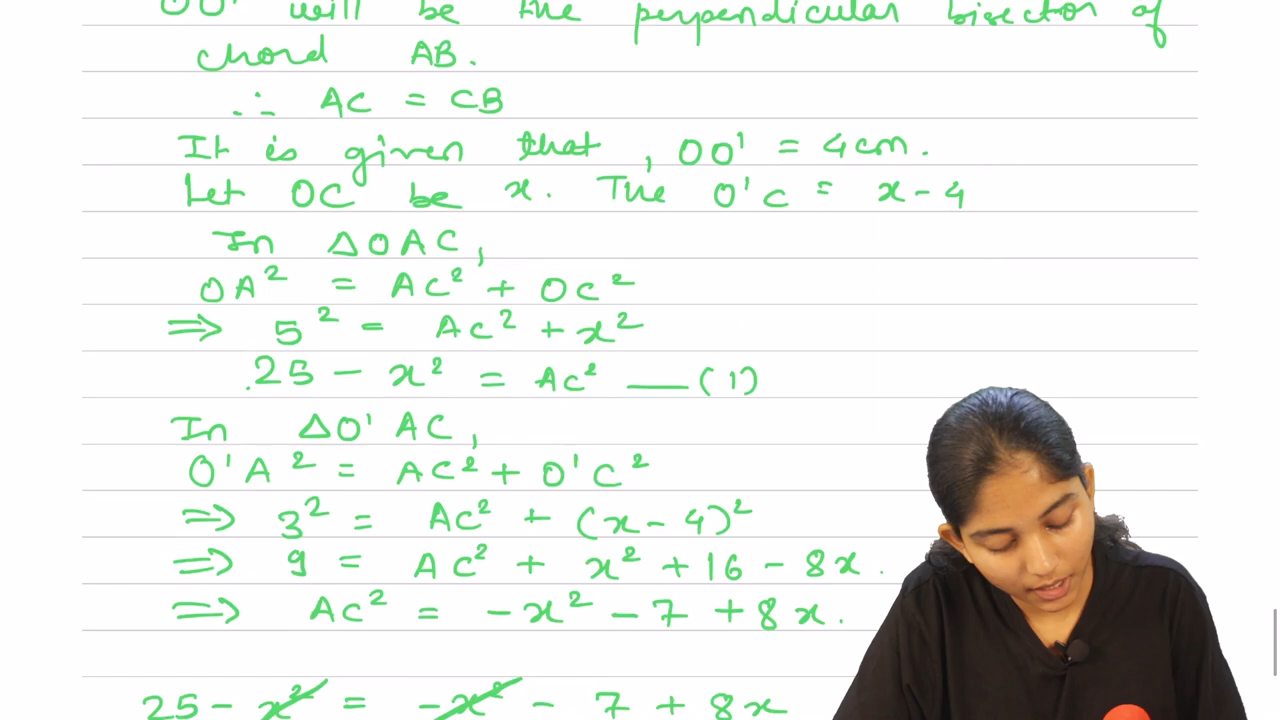 OO' will be the perpendicular bisector of
chord AB.
∴ AC = CB
It is given that, OO' = 4cm.
Let OC be x. The O'C = x-4
In △OAC,
OA² = AC² + OC²
⇒ 5² = AC² + x²
25 - x² = AC² —(1)
In △O'AC,
O'A² = AC² + O'C²
⇒ 3² = AC² + (x-4)²
⇒ 9 = AC² + x² + 16 - 8x.
⇒ AC² = -x² - 7 + 8x.
25 - x² = -x² - 7 + 8x